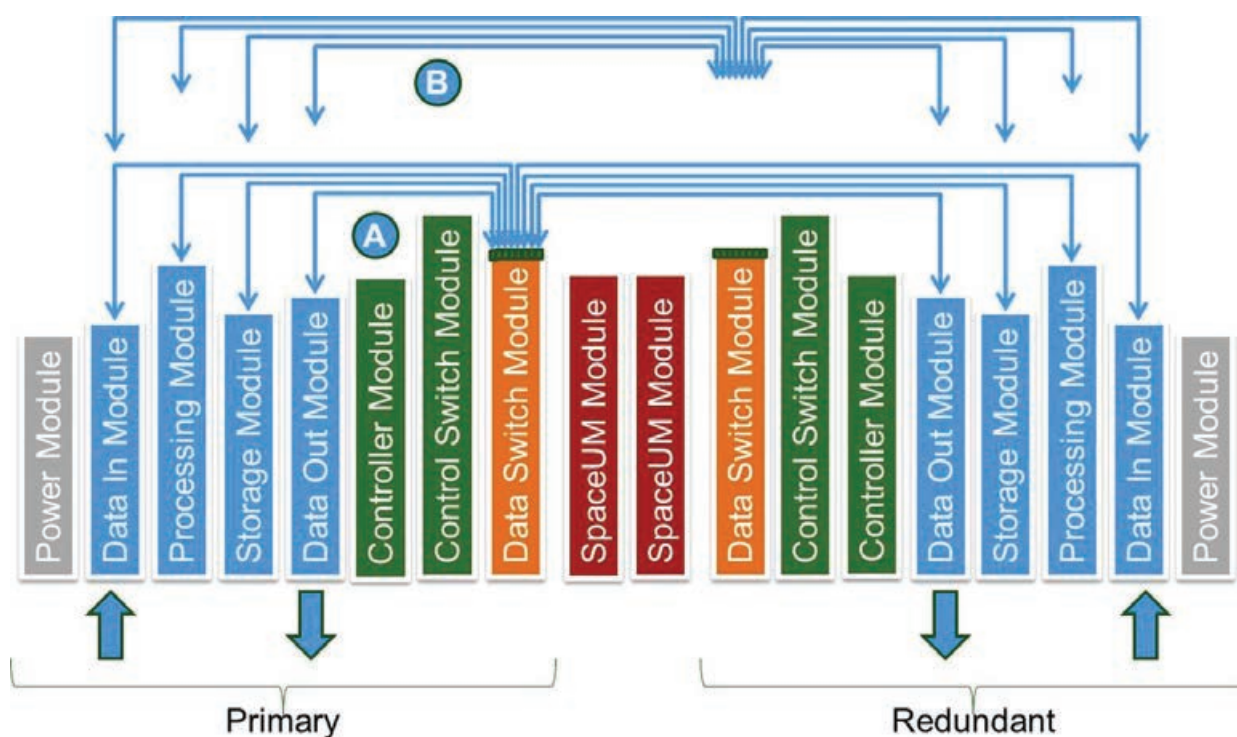 B
A
Power Module
Data In Module
Processing Module
Storage Module
Data Out Module
Controller Module
Control Switch Module
Data Switch Module
SpaceUM Module
SpaceUM Module
Data Switch Module
Control Switch Module
Controller Module
Data Out Module
Storage Module
Processing Module
Data In Module
Power Module
Primary
Redundant